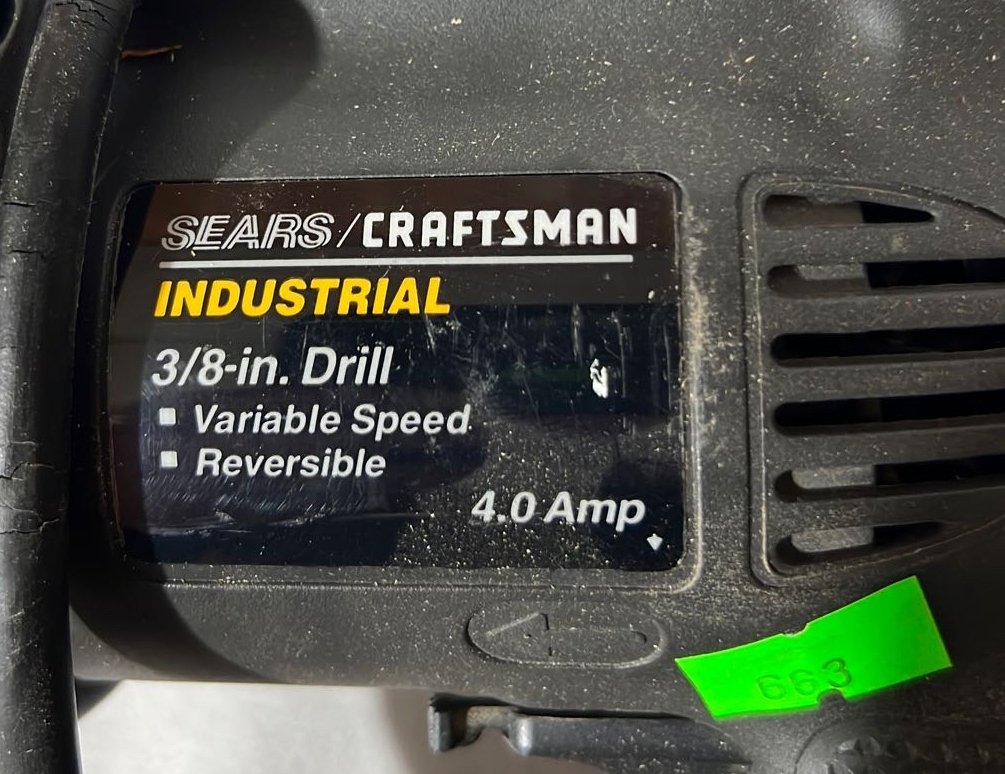 SEARS/CRAFTSMAN
INDUSTRIAL
3/8-in. Drill
▪ Variable Speed
▪ Reversible
4.0 Amp
663